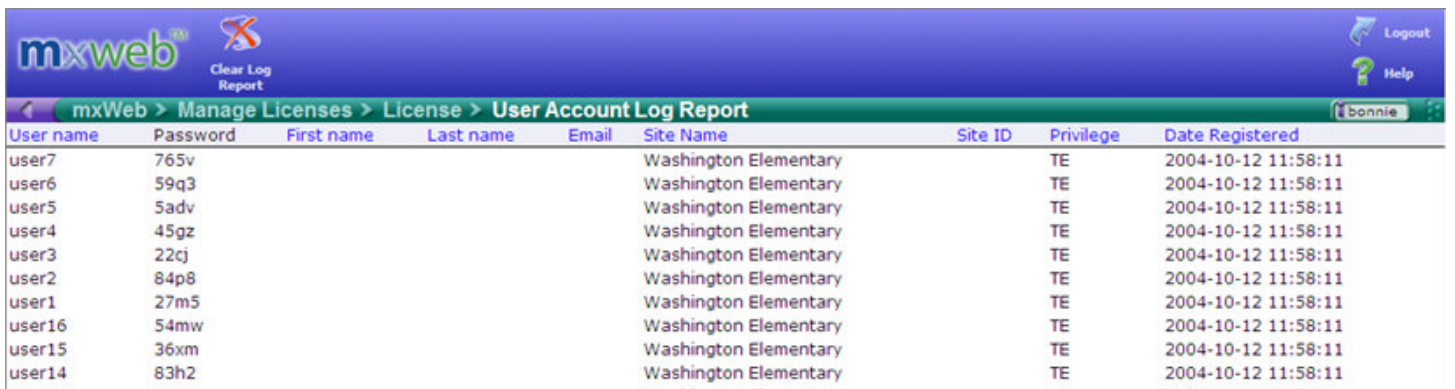 mxweb™
Clear Log
Report
Logout
Help
mxWeb > Manage Licenses > License > User Account Log Report
bonnie
User name Password First name Last name Email Site Name Site ID Privilege Date Registered
user7 765v Washington Elementary TE 2004-10-12 11:58:11
user6 59q3 Washington Elementary TE 2004-10-12 11:58:11
user5 5adv Washington Elementary TE 2004-10-12 11:58:11
user4 45gz Washington Elementary TE 2004-10-12 11:58:11
user3 22cj Washington Elementary TE 2004-10-12 11:58:11
user2 84p8 Washington Elementary TE 2004-10-12 11:58:11
user1 27m5 Washington Elementary TE 2004-10-12 11:58:11
user16 54mw Washington Elementary TE 2004-10-12 11:58:11
user15 36xm Washington Elementary TE 2004-10-12 11:58:11
user14 83h2 Washington Elementary TE 2004-10-12 11:58:11